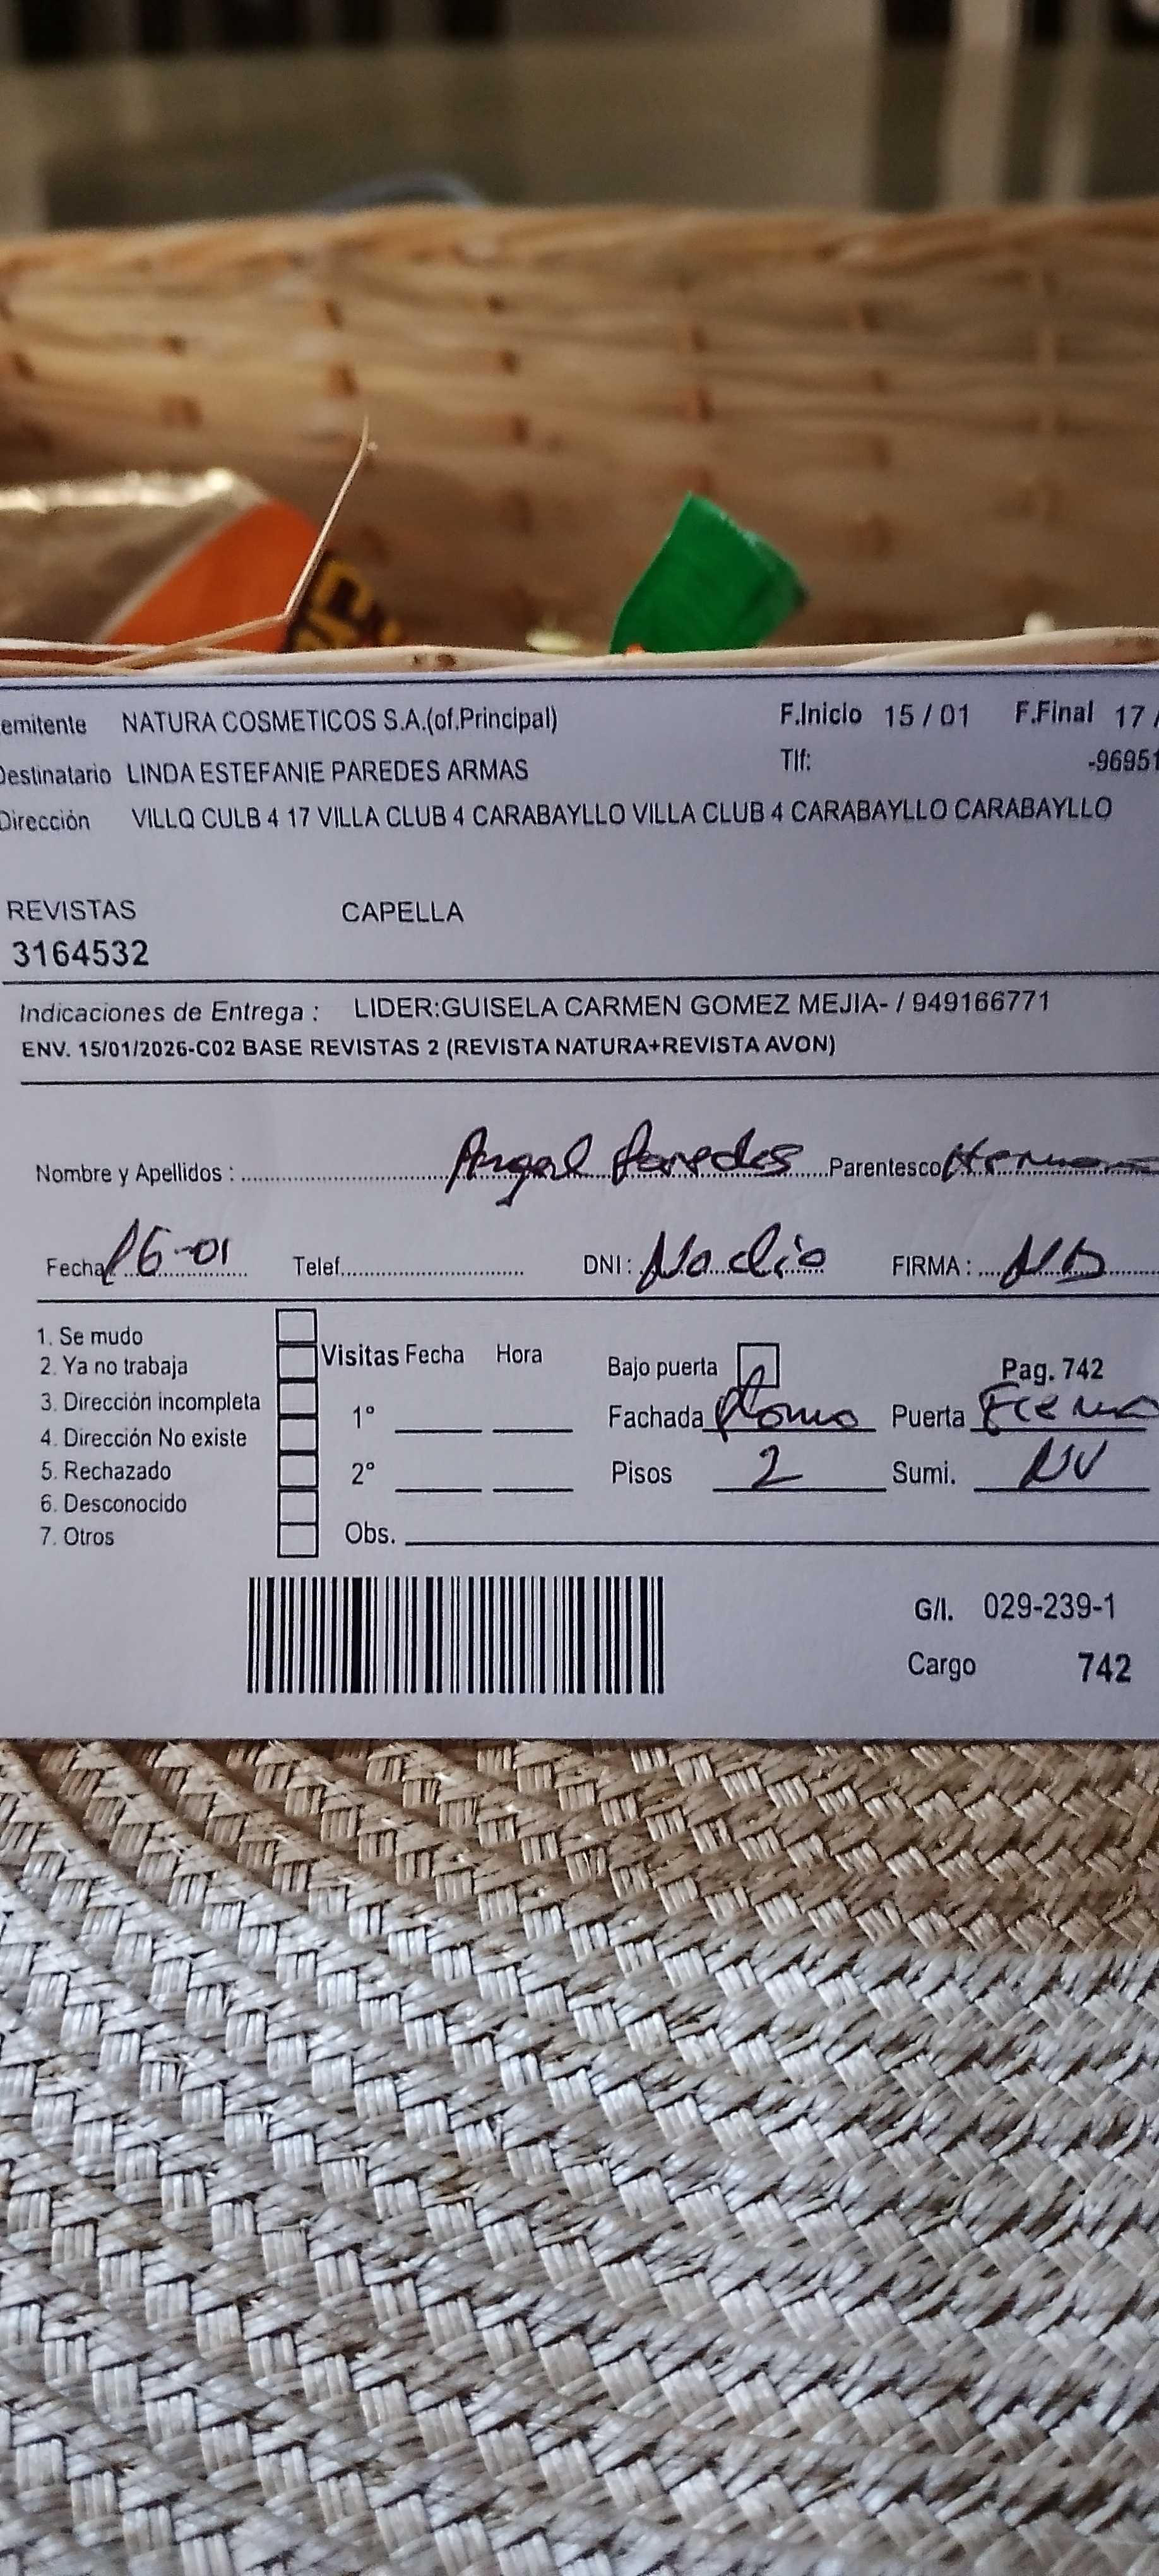 emitente NATURA COSMETICOS S.A.(of.Principal) F.Inicio 15 / 01 F.Final 17 /
Destinatario LINDA ESTEFANIE PAREDES ARMAS Tlf: -96951
Dirección VILLQ CULB 4 17 VILLA CLUB 4 CARABAYLLO VILLA CLUB 4 CARABAYLLO CARABAYLLO
REVISTAS CAPELLA
3164532
Indicaciones de Entrega : LIDER:GUISELA CARMEN GOMEZ MEJIA- / 949166771
ENV. 15/01/2026-C02 BASE REVISTAS 2 (REVISTA NATURA+REVISTA AVON)
Nombre y Apellidos : Angel Paredes Parentesco Hermano
Fecha 16-01 Telef. DNI: No dio FIRMA :
1. Se mudo
2. Ya no trabaja Visitas Fecha Hora Bajo puerta Pag. 742
3. Dirección incompleta 1° Fachada Plomo Puerta Fierro
4. Dirección No existe
5. Rechazado 2° Pisos 2 Sumi. NV
6. Desconocido
7. Otros Obs.
G/I. 029-239-1
Cargo 742